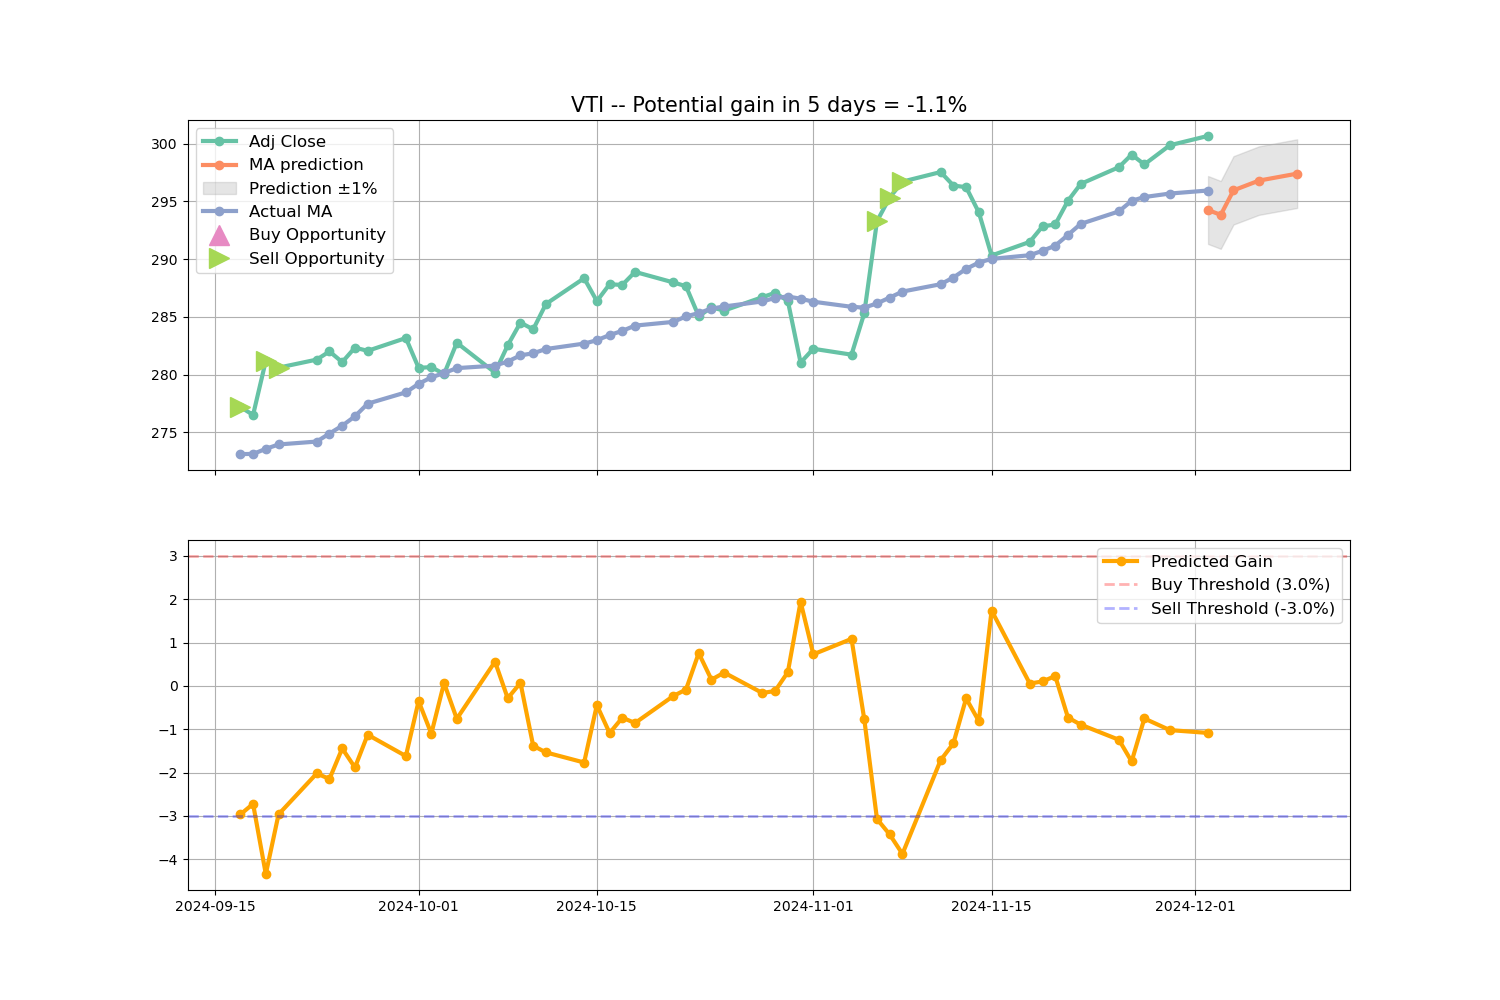 VTI -- Potential gain in 5 days = -1.1%
300
295
290
285
280
275
Adj Close
MA prediction
Prediction ±1%
Actual MA
Buy Opportunity
Sell Opportunity
3
2
1
0
−1
−2
−3
−4
Predicted Gain
Buy Threshold (3.0%)
Sell Threshold (-3.0%)
2024-09-15 2024-10-01 2024-10-15 2024-11-01 2024-11-15 2024-12-01